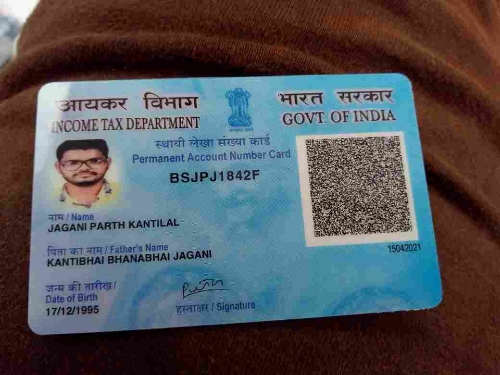 आयकर विभाग
INCOME TAX DEPARTMENT
भारत सरकार
GOVT. OF INDIA
स्थायी लेखा संख्या कार्ड
Permanent Account Number Card
BSJPJ1842F
नाम / Name
JAGANI PARTH KANTILAL
पिता का नाम / Father's Name
KANTIBHAI BHANABHAI JAGANI
15042021
जन्म की तारीख /
Date of Birth
17/12/1995
हस्ताक्षर / Signature